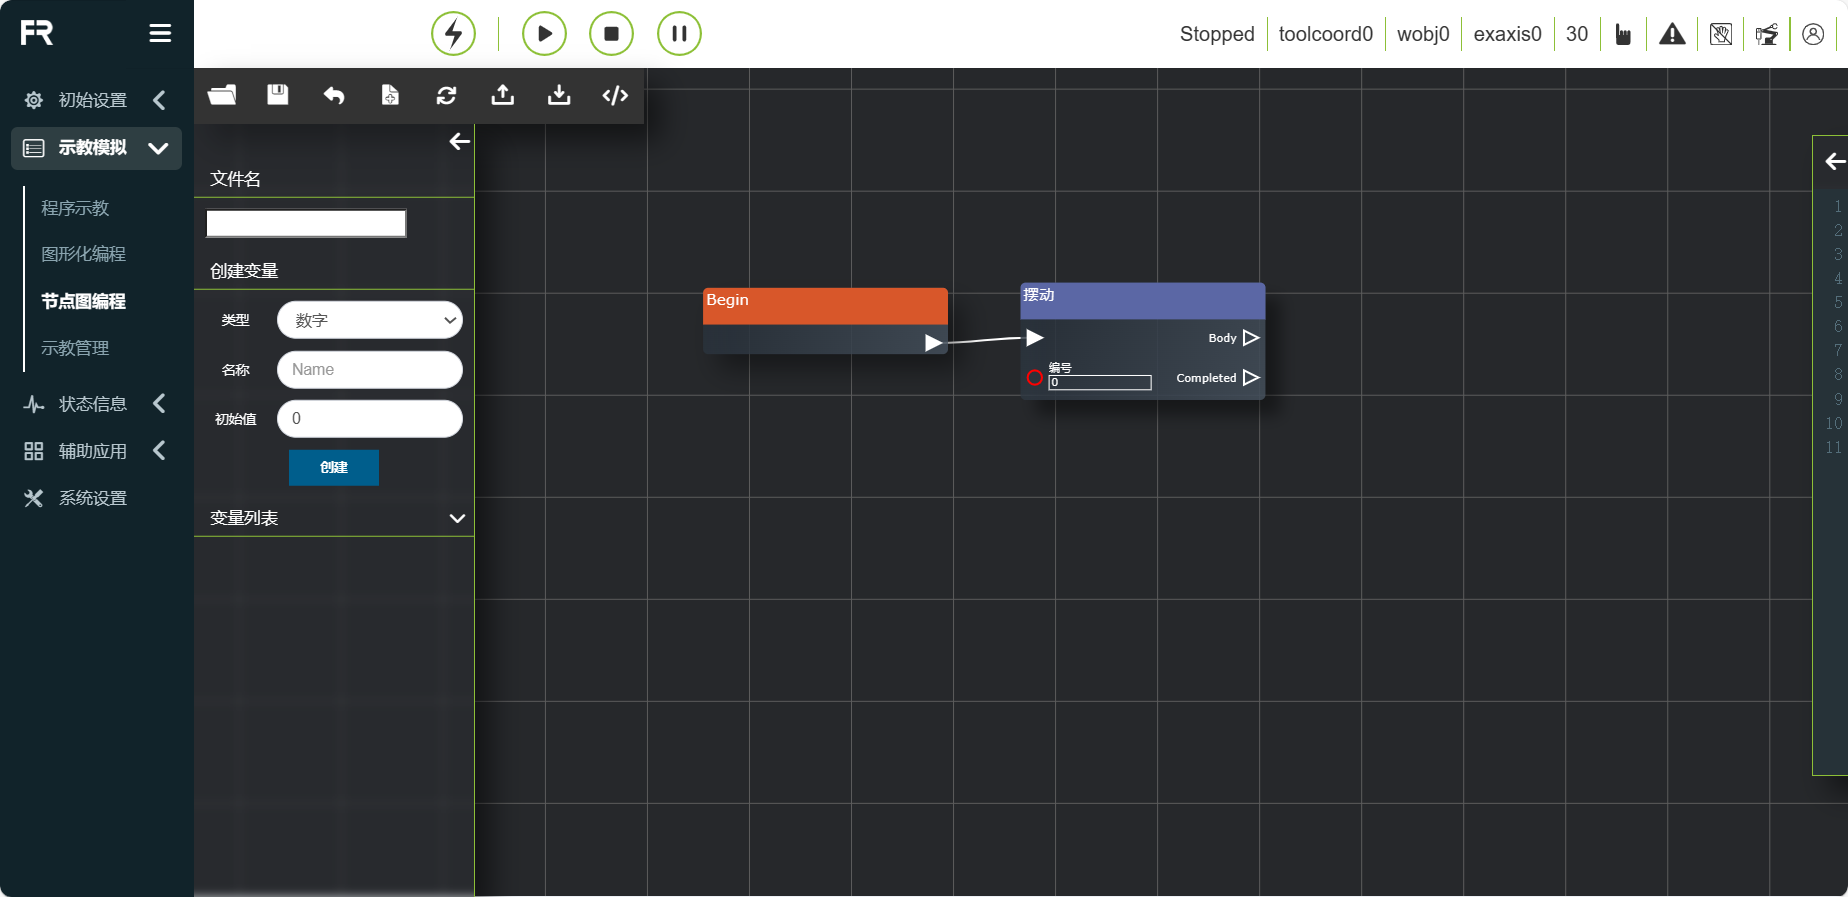 FR
Stopped
toolcoord0
wobj0
exaxis0
30
初始设置
示教模拟
程序示教
图形化编程
节点图编程
示教管理
状态信息
辅助应用
系统设置
文件名
创建变量
类型 数字
名称 Name
初始值 0
创建
变量列表
Begin
摆动
Body
编号
0
Completed
1
2
3
4
5
6
7
8
9
10
11